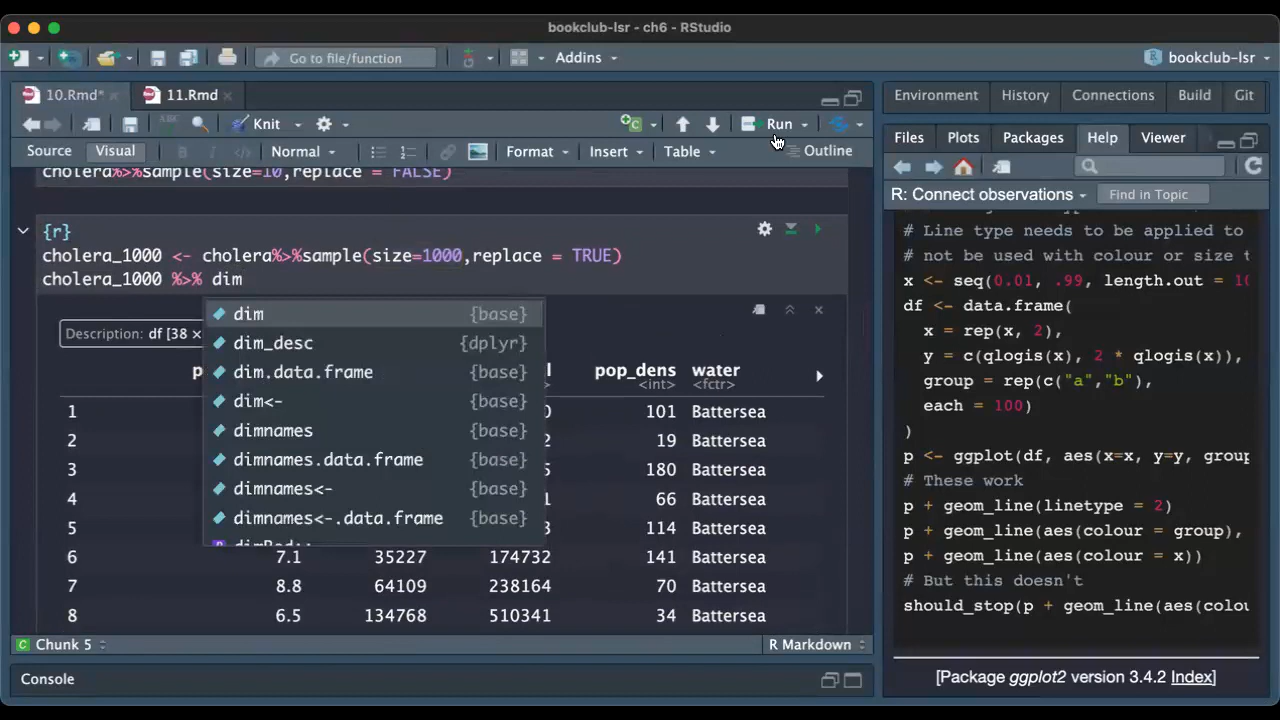 bookclub-lsr - ch6 - RStudio
Go to file/function
Addins
bookclub-lsr
10.Rmd*
11.Rmd
Knit
Run
Source
Visual
Normal
Format
Insert
Table
Outline
cholera%>%sample(size=10,replace = FALSE)
{r}
cholera_1000 <- cholera%>%sample(size=1000,replace = TRUE)
cholera_1000 %>% dim
Description: df [38 ×
dim {base}
dim_desc {dplyr}
dim.data.frame {base}
dim<- {base}
dimnames {base}
dimnames.data.frame {base}
dimnames<- {base}
dimnames<-.data.frame {base}
pop_dens water
<int> <fctr>
1 101 Battersea
2 19 Battersea
3 180 Battersea
4 66 Battersea
5 114 Battersea
6 7.1 35227 174732 141 Battersea
7 8.8 64109 238164 70 Battersea
8 6.5 134768 510341 34 Battersea
Chunk 5
R Markdown
Console
Environment
History
Connections
Build
Git
Files
Plots
Packages
Help
Viewer
R: Connect observations
Find in Topic
# Line type needs to be applied to
# not be used with colour or size t
x <- seq(0.01, .99, length.out = 10
df <- data.frame(
x = rep(x, 2),
y = c(qlogis(x), 2 * qlogis(x)),
group = rep(c("a","b"),
each = 100)
)
p <- ggplot(df, aes(x=x, y=y, group
# These work
p + geom_line(linetype = 2)
p + geom_line(aes(colour = group),
p + geom_line(aes(colour = x))
# But this doesn't
should_stop(p + geom_line(aes(colou
[Package ggplot2 version 3.4.2 Index]